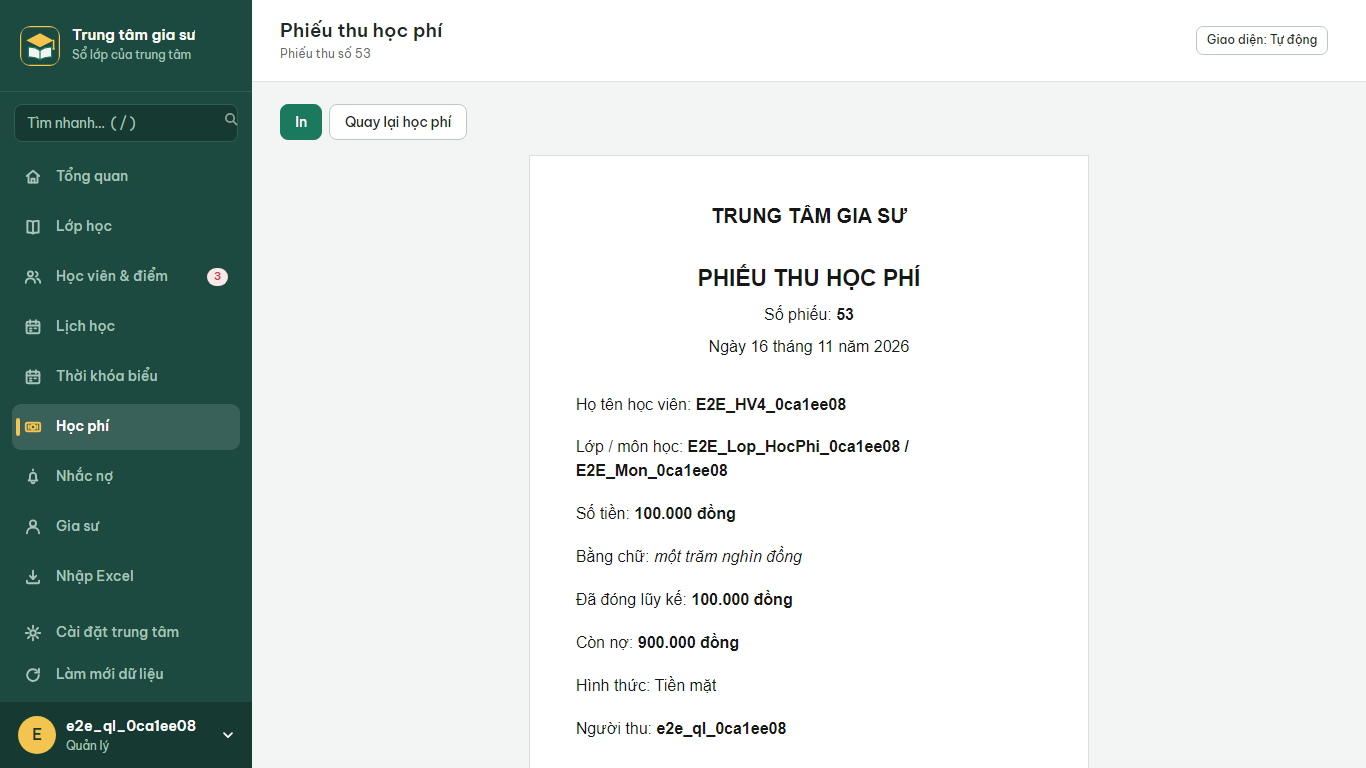 Trung tâm gia sư
Sổ lớp của trung tâm
Tìm nhanh... ( / )
Tổng quan
Lớp học
Học viên & điểm
3
Lịch học
Thời khóa biểu
Học phí
Nhắc nợ
Gia sư
Nhập Excel
Cài đặt trung tâm
Làm mới dữ liệu
E
e2e_ql_0ca1ee08
Quản lý
Phiếu thu học phí
Phiếu thu số 53
Giao diện: Tự động
In
Quay lại học phí
TRUNG TÂM GIA SƯ
PHIẾU THU HỌC PHÍ
Số phiếu: 53
Ngày 16 tháng 11 năm 2026
Họ tên học viên: E2E_HV4_0ca1ee08
Lớp / môn học: E2E_Lop_HocPhi_0ca1ee08 /
E2E_Mon_0ca1ee08
Số tiền: 100.000 đồng
Bằng chữ: một trăm nghìn đồng
Đã đóng lũy kế: 100.000 đồng
Còn nợ: 900.000 đồng
Hình thức: Tiền mặt
Người thu: e2e_ql_0ca1ee08